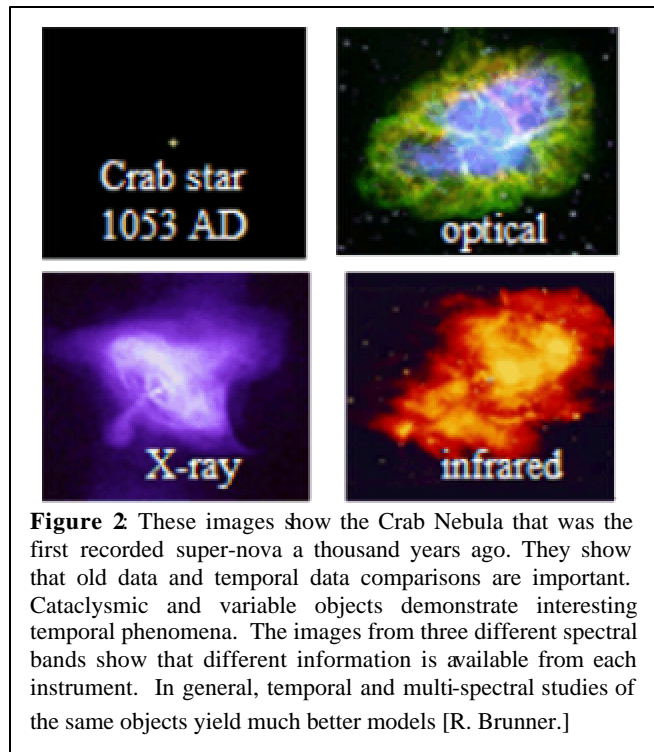 Crab star
1053 AD
optical
X-ray
infrared
Figure 2: These images show the Crab Nebula that was the
first recorded super-nova a thousand years ago. They show
that old data and temporal data comparisons are important.
Cataclysmic and variable objects demonstrate interesting
temporal phenomena. The images from three different spectral
bands show that different information is available from each
instrument. In general, temporal and multi-spectral studies of
the same objects yield much better models [R. Brunner.]